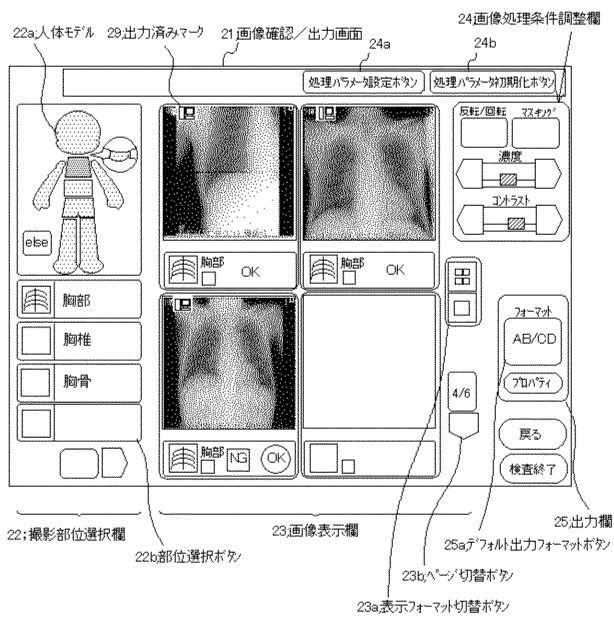 22a;人体モデル
29;出力済みマーク
21;画像確認/出力画面
24;画像処理条件調整欄
24a
24b
処理パラメータ設定ボタン
処理パラメータ初期化ボタン
反転/回転
マスキング
濃度
コントラスト
else
胸部
OK
胸部
OK
胸部
胸椎
胸骨
胸部
NG
OK
4/6
フォーマット
AB/CD
プロパティ
戻る
検査終了
22;撮影部位選択欄
23;画像表示欄
25;出力欄
22b;部位選択ボタン
25a;デフォルト出力フォーマットボタン
23b;ページ切替ボタン
23a;表示フォーマット切替ボタン